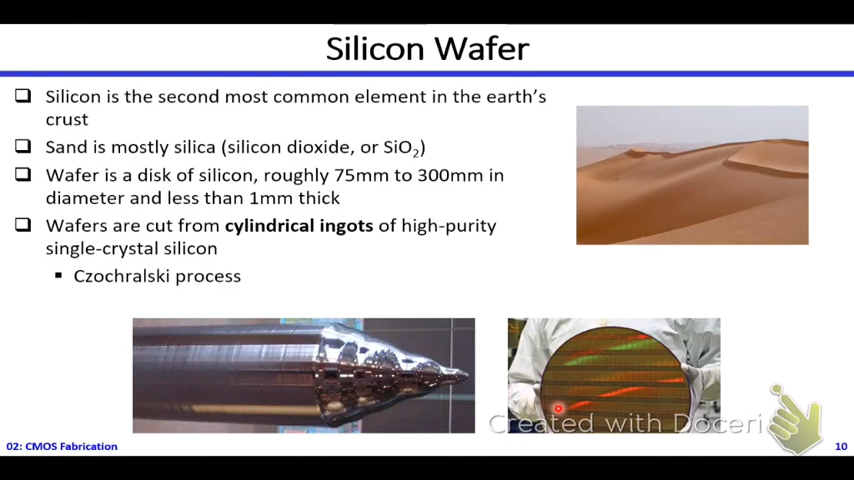 Silicon Wafer
Silicon is the second most common element in the earth's
crust
Sand is mostly silica (silicon dioxide, or SiO₂)
Wafer is a disk of silicon, roughly 75mm to 300mm in
diameter and less than 1mm thick
Wafers are cut from cylindrical ingots of high-purity
single-crystal silicon
Czochralski process
Created with Doceri
02: CMOS Fabrication
10